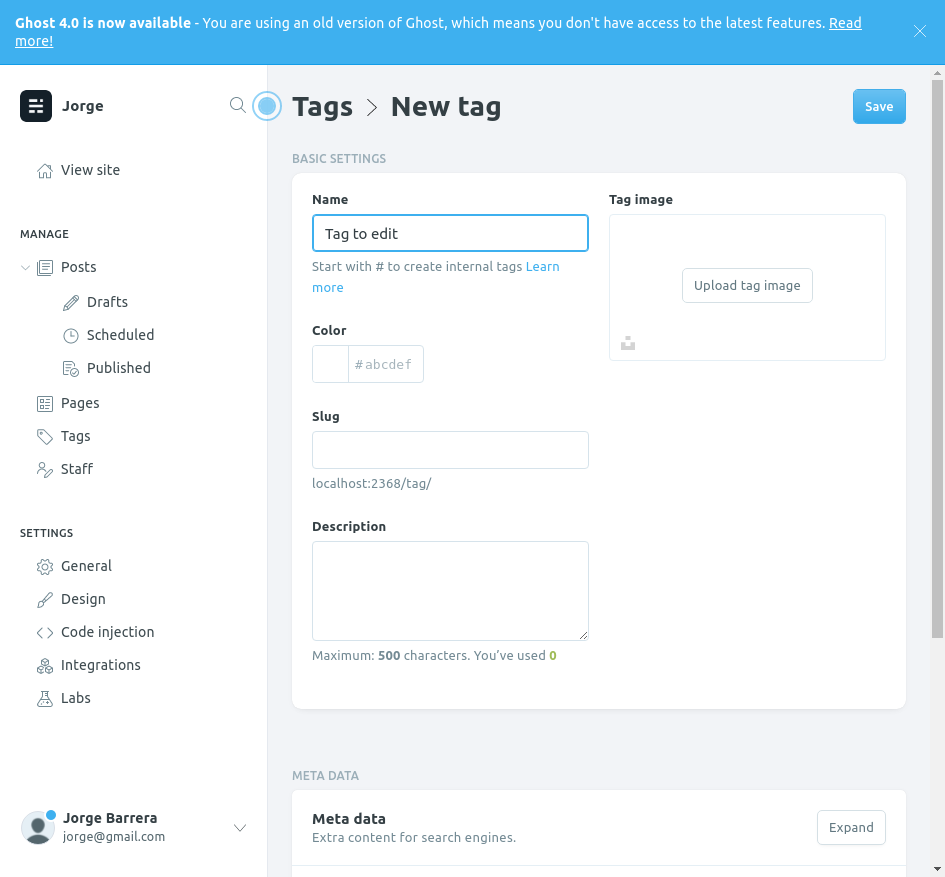 Ghost 4.0 is now available - You are using an old version of Ghost, which means you don't have access to the latest features. Read
more!
Jorge
View site
MANAGE
Posts
Drafts
Scheduled
Published
Pages
Tags
Staff
SETTINGS
General
Design
Code injection
Integrations
Labs
Jorge Barrera
jorge@gmail.com
Tags > New tag
Save
BASIC SETTINGS
Name
Tag to edit
Start with # to create internal tags Learn
more
Color
# abcdef
Slug
localhost:2368/tag/
Description
Maximum: 500 characters. You’ve used 0
Tag image
Upload tag image
META DATA
Meta data
Extra content for search engines.
Expand